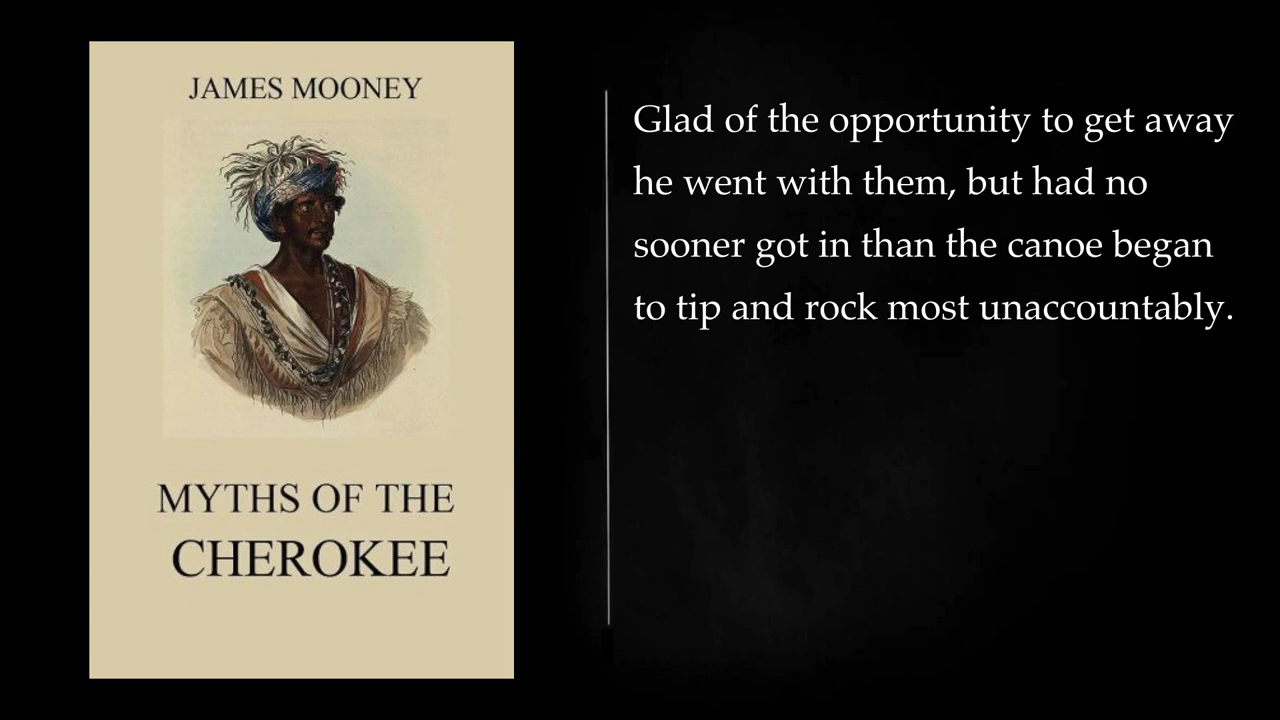 JAMES MOONEY
MYTHS OF THE
CHEROKEE
Glad of the opportunity to get away
he went with them, but had no
sooner got in than the canoe began
to tip and rock most unaccountably.